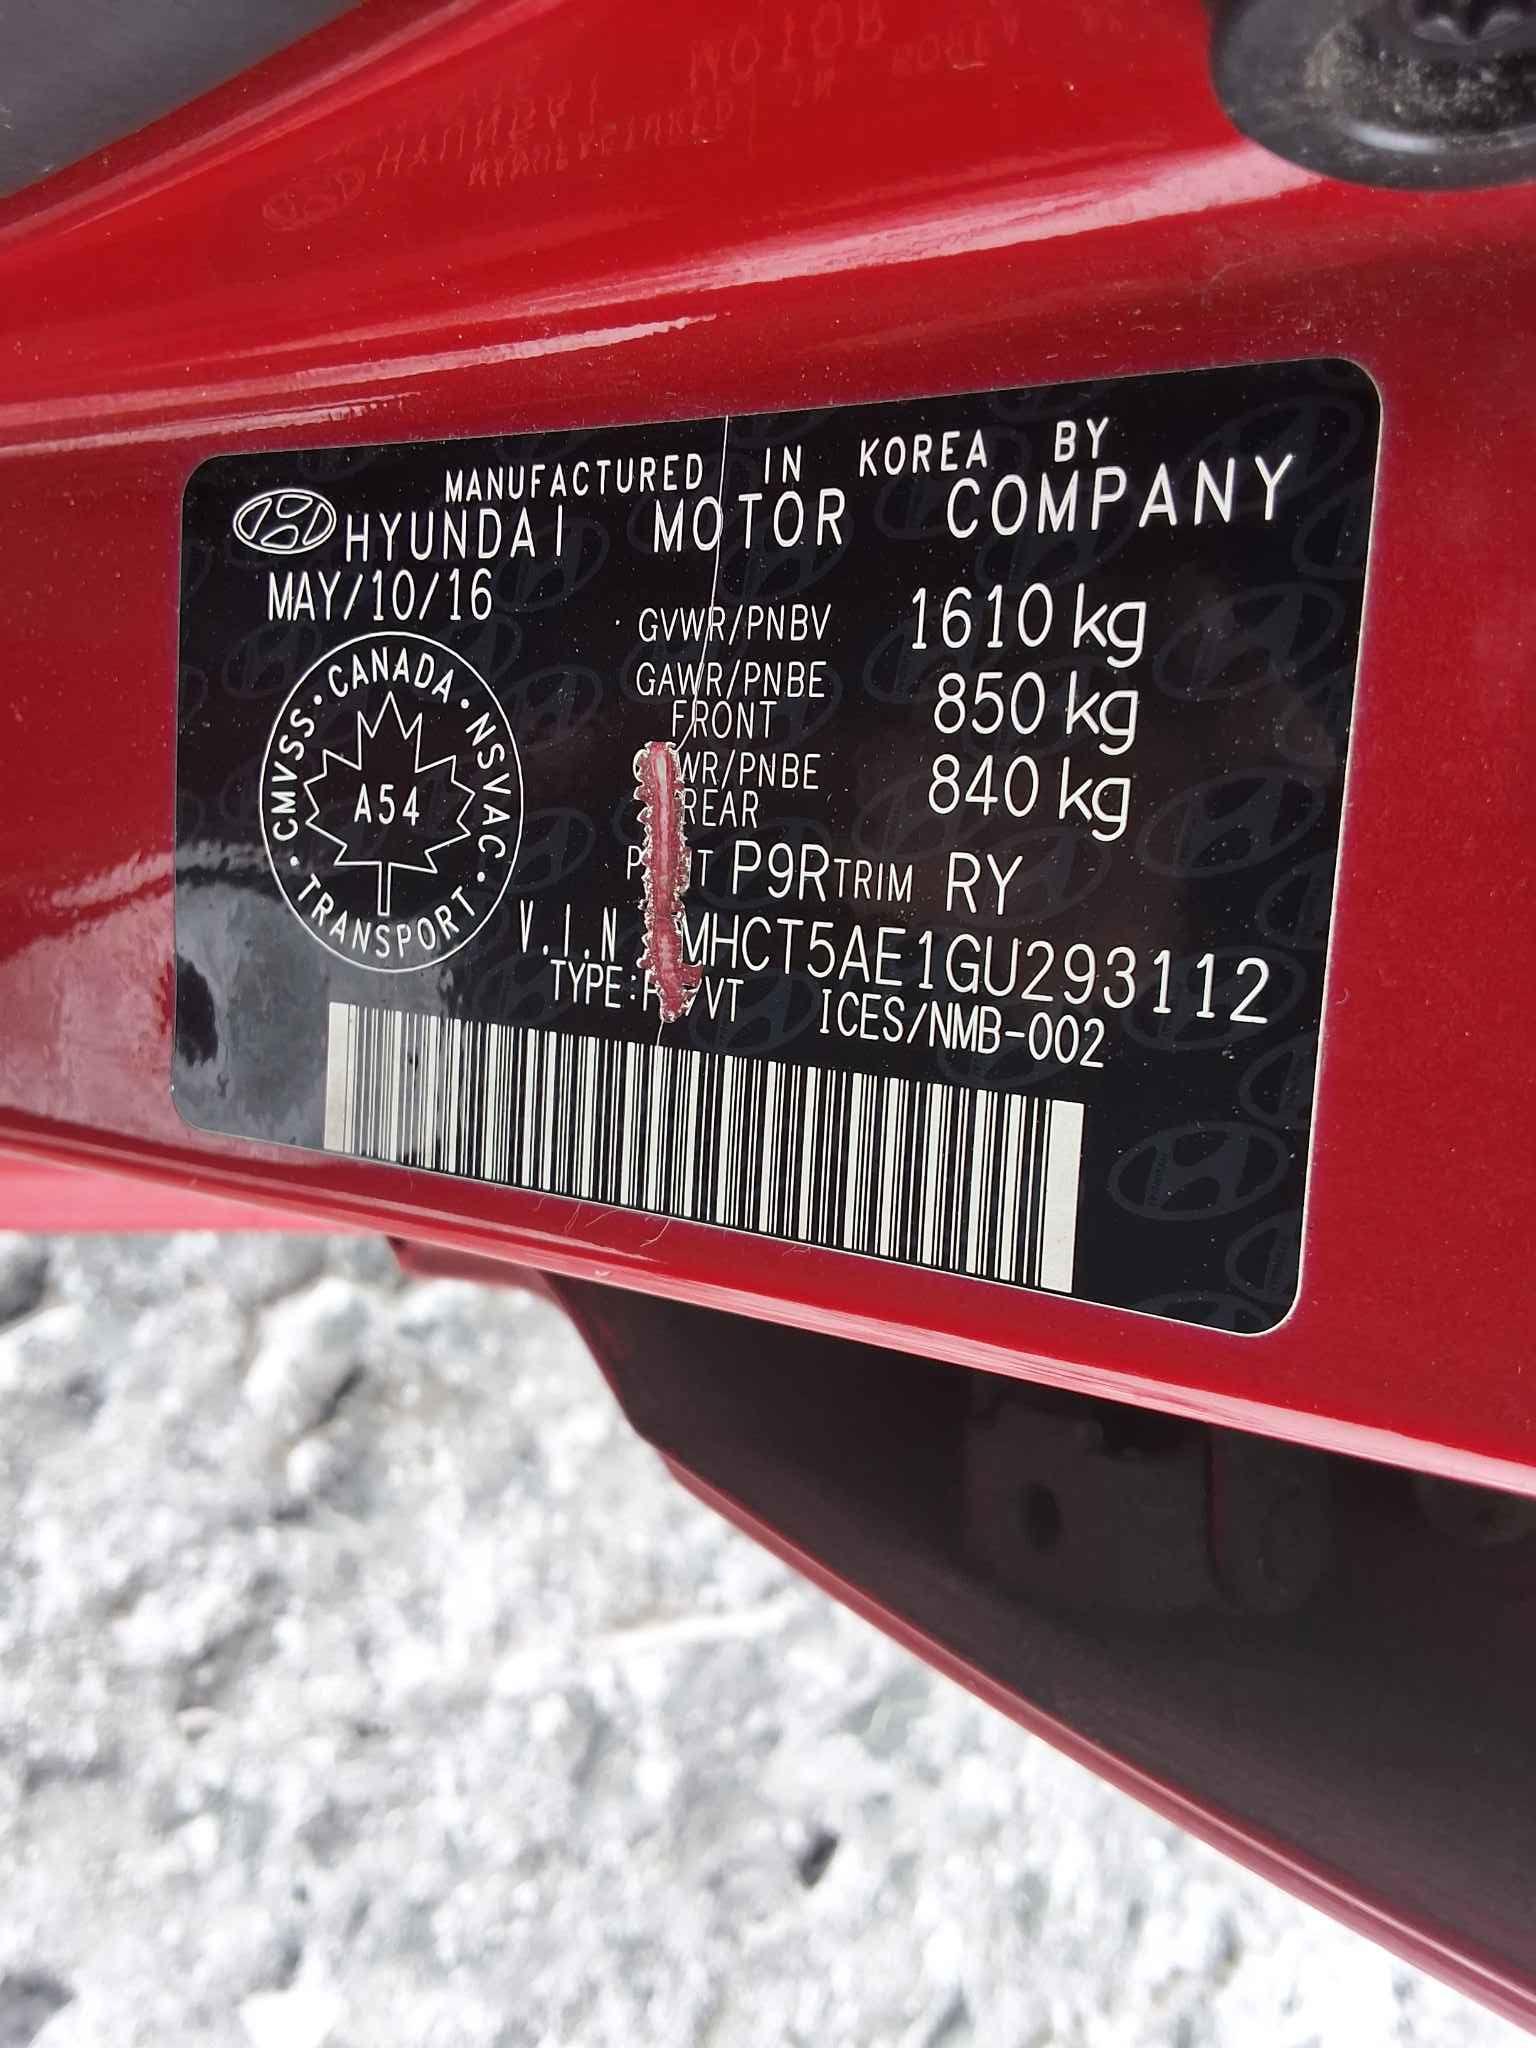 MANUFACTURED IN KOREA BY
HYUNDAI MOTOR COMPANY
MAY/10/16
GVWR/PNBV 1610 kg
GAWR/PNBE 850 kg
FRONT
WR/PNBE 840 kg
REAR
P9R TRIM RY
V.I.N MHCT5AE1GU293112
TYPE: /VT ICES/NMB-002
CANADA · NSVAC · TRANSPORT · CMVSS
A54